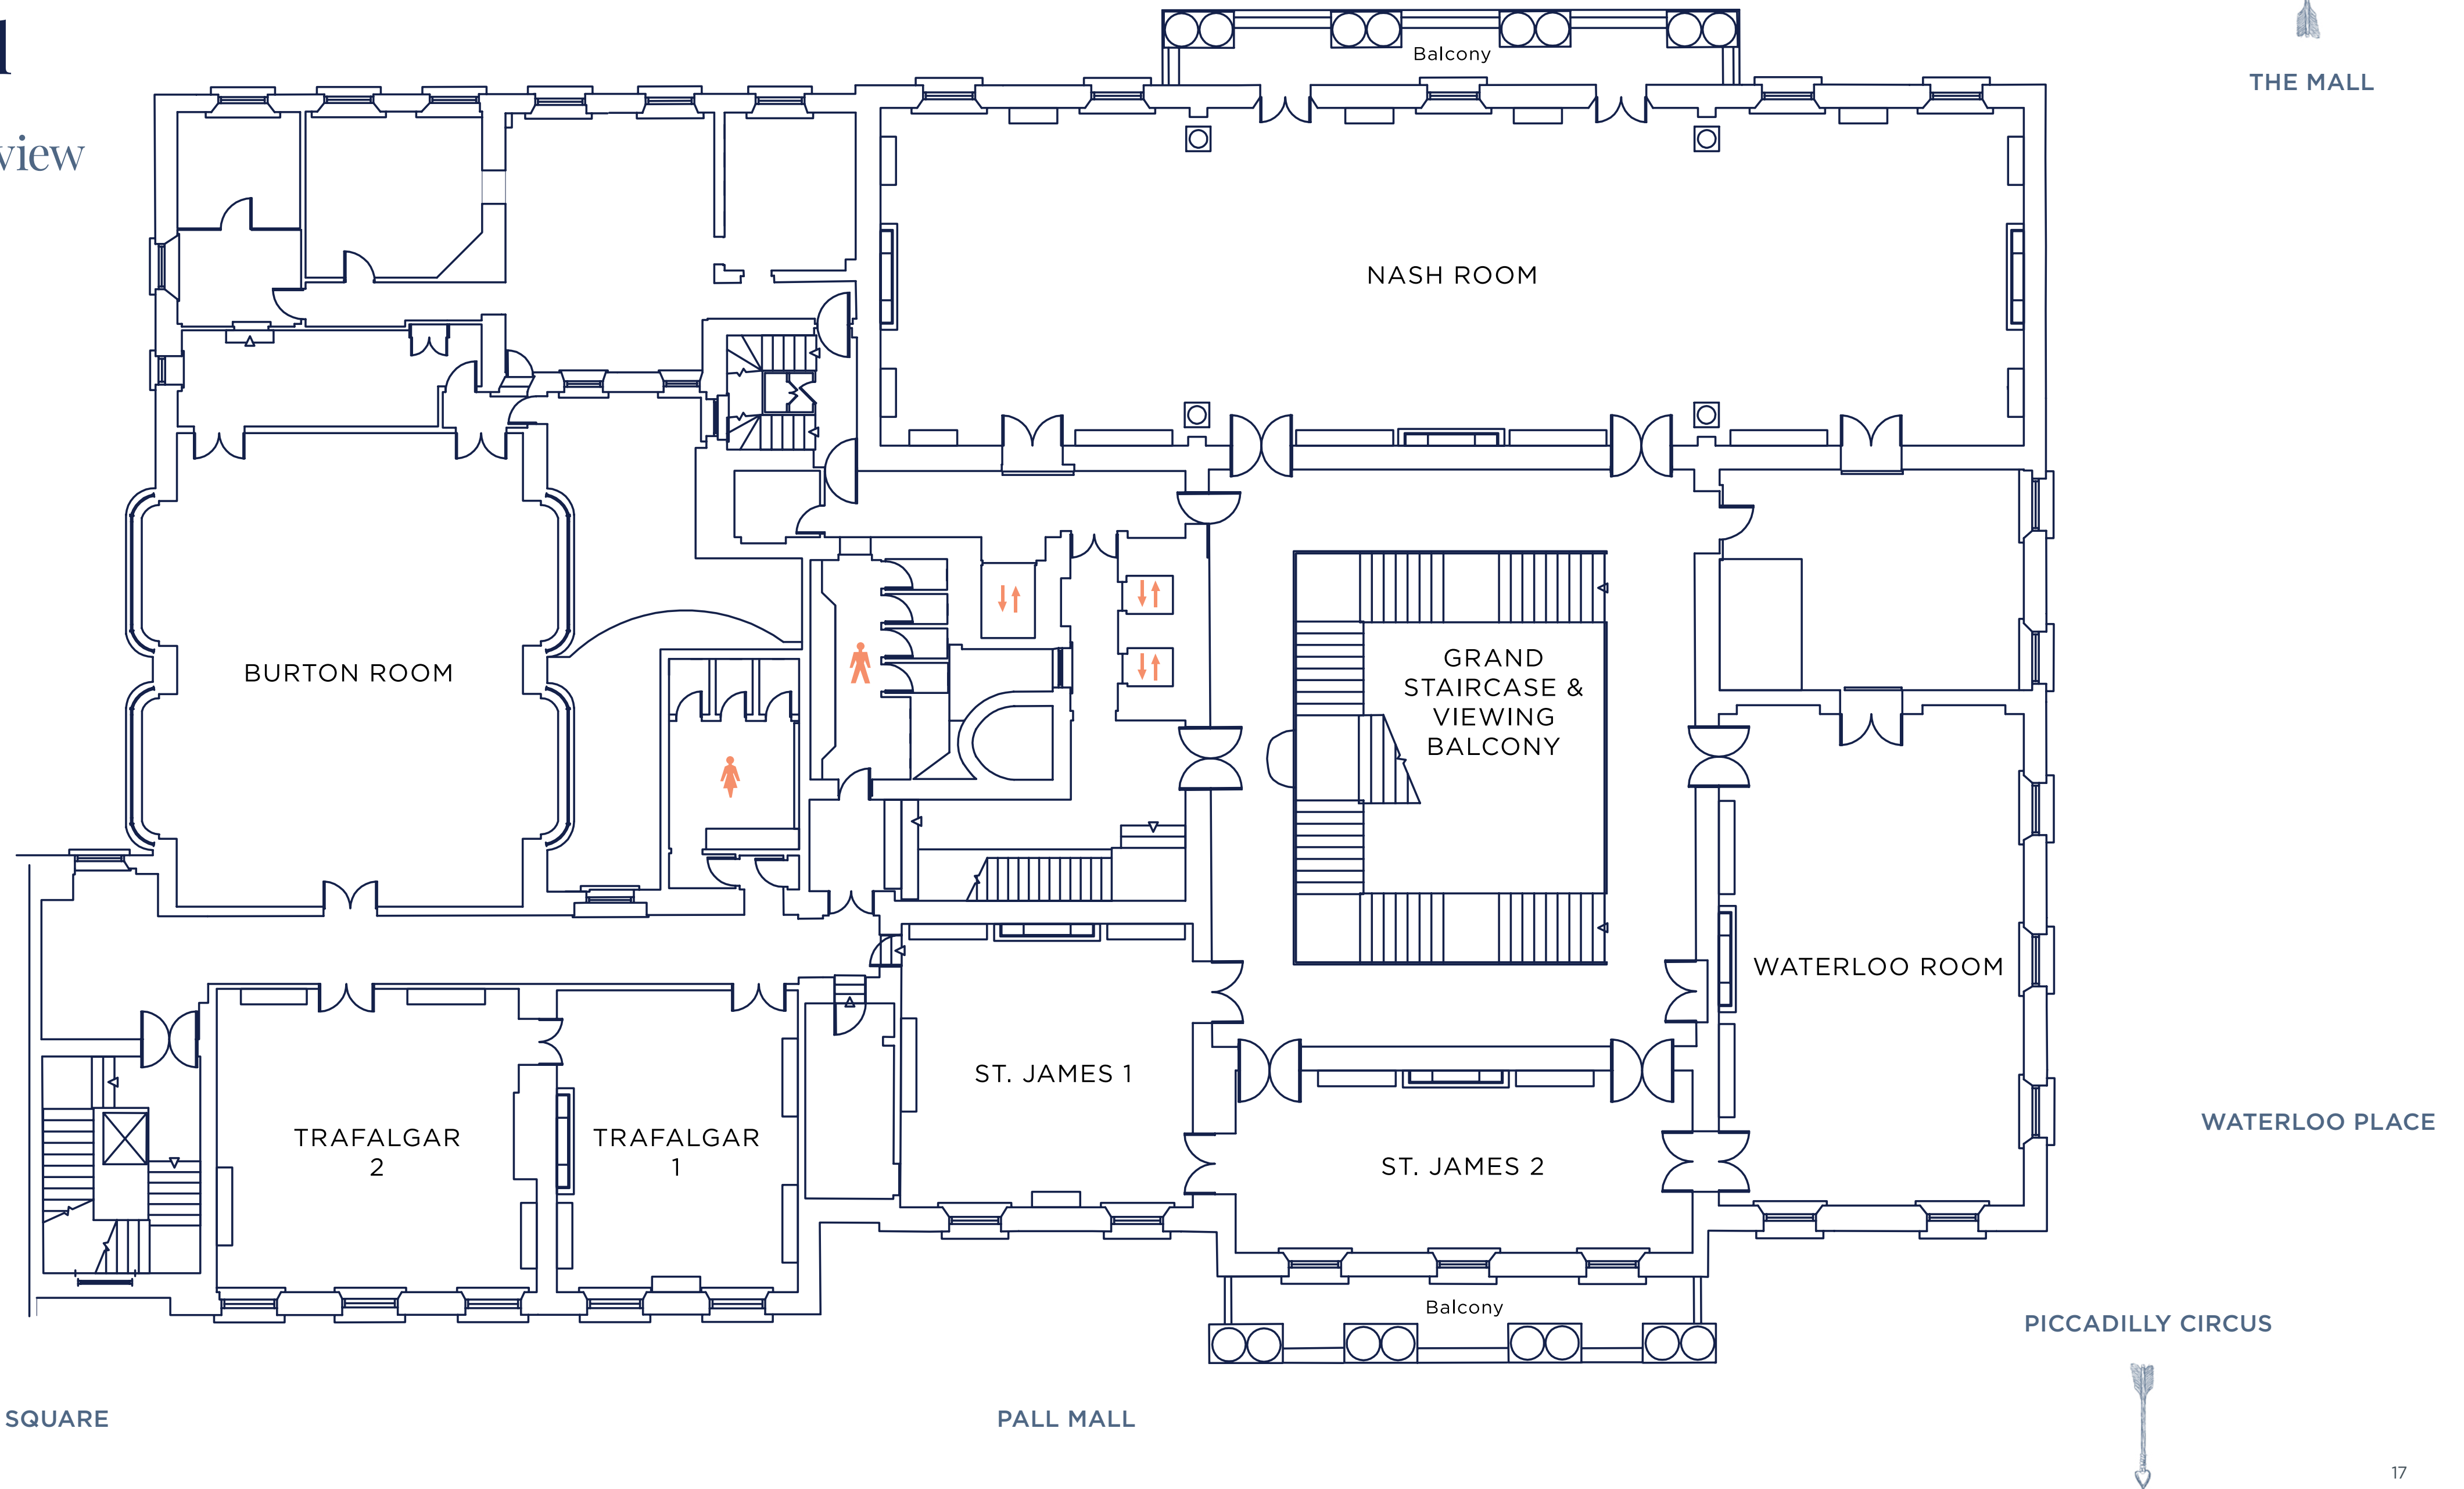 view
Balcony
THE MALL
NASH ROOM
BURTON ROOM
GRAND
STAIRCASE &
VIEWING
BALCONY
WATERLOO ROOM
ST. JAMES 1
WATERLOO PLACE
TRAFALGAR
2
TRAFALGAR
1
ST. JAMES 2
Balcony
PICCADILLY CIRCUS
SQUARE
PALL MALL
17